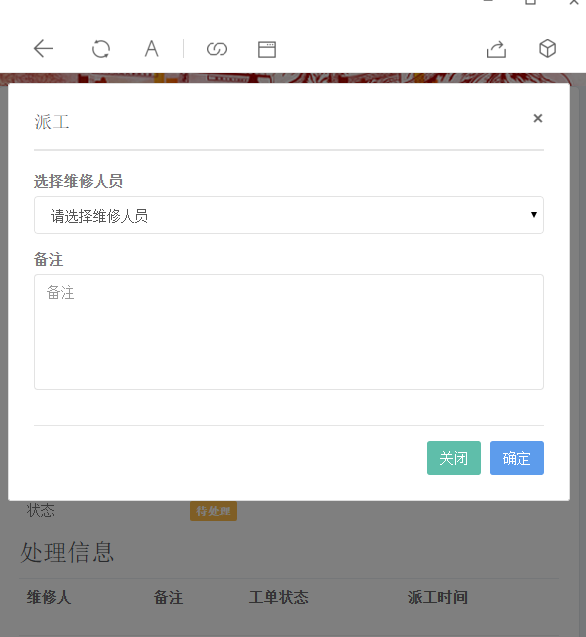 派工
×
选择维修人员
请选择维修人员
备注
备注
关闭 确定
状态 待处理
处理信息
维修人 备注 工单状态 派工时间